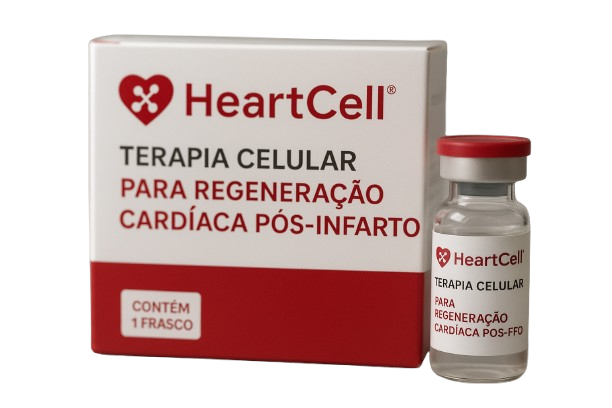 HeartCell®
TERAPIA CELULAR
PARA REGENERAÇÃO
CARDÍACA PÓS-INFARTO
CONTÉM
1 FRASCO
HeartCell®
TERAPIA CELULAR
PARA
REGENERAÇÃO
CARDÍACA POS-FFO